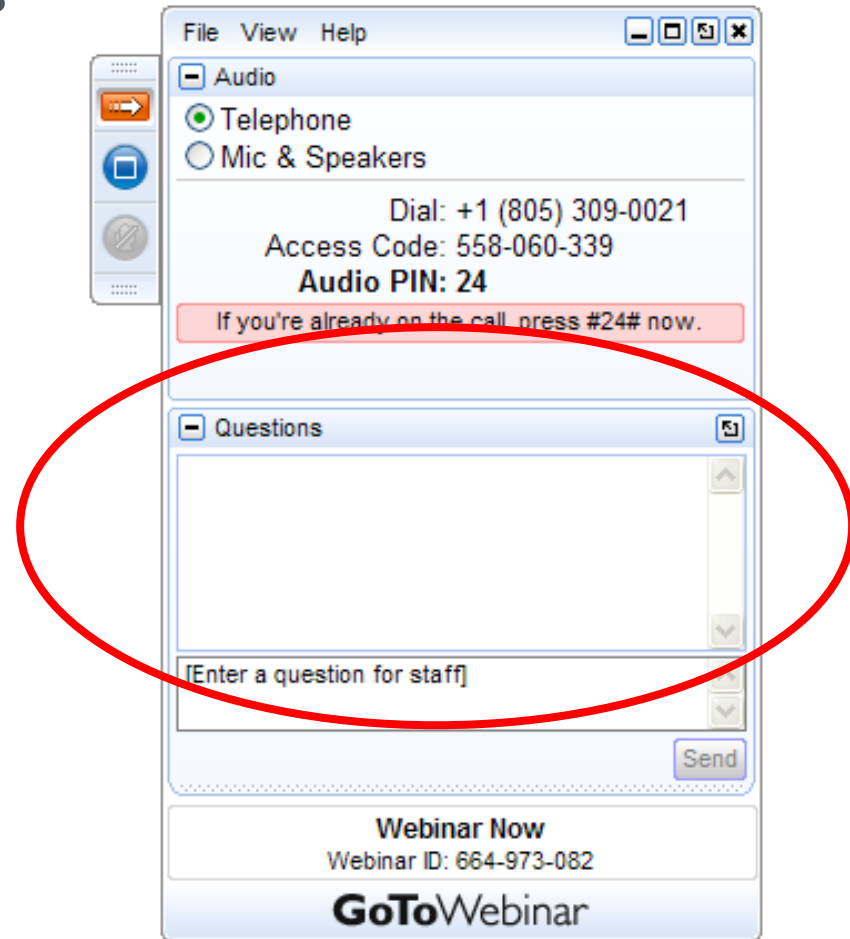 File View Help
Audio
Telephone
Mic & Speakers
Dial: +1 (805) 309-0021
Access Code: 558-060-339
Audio PIN: 24
If you're already on the call, press #24# now.
Questions
[Enter a question for staff]
Send
Webinar Now
Webinar ID: 664-973-082
GoToWebinar